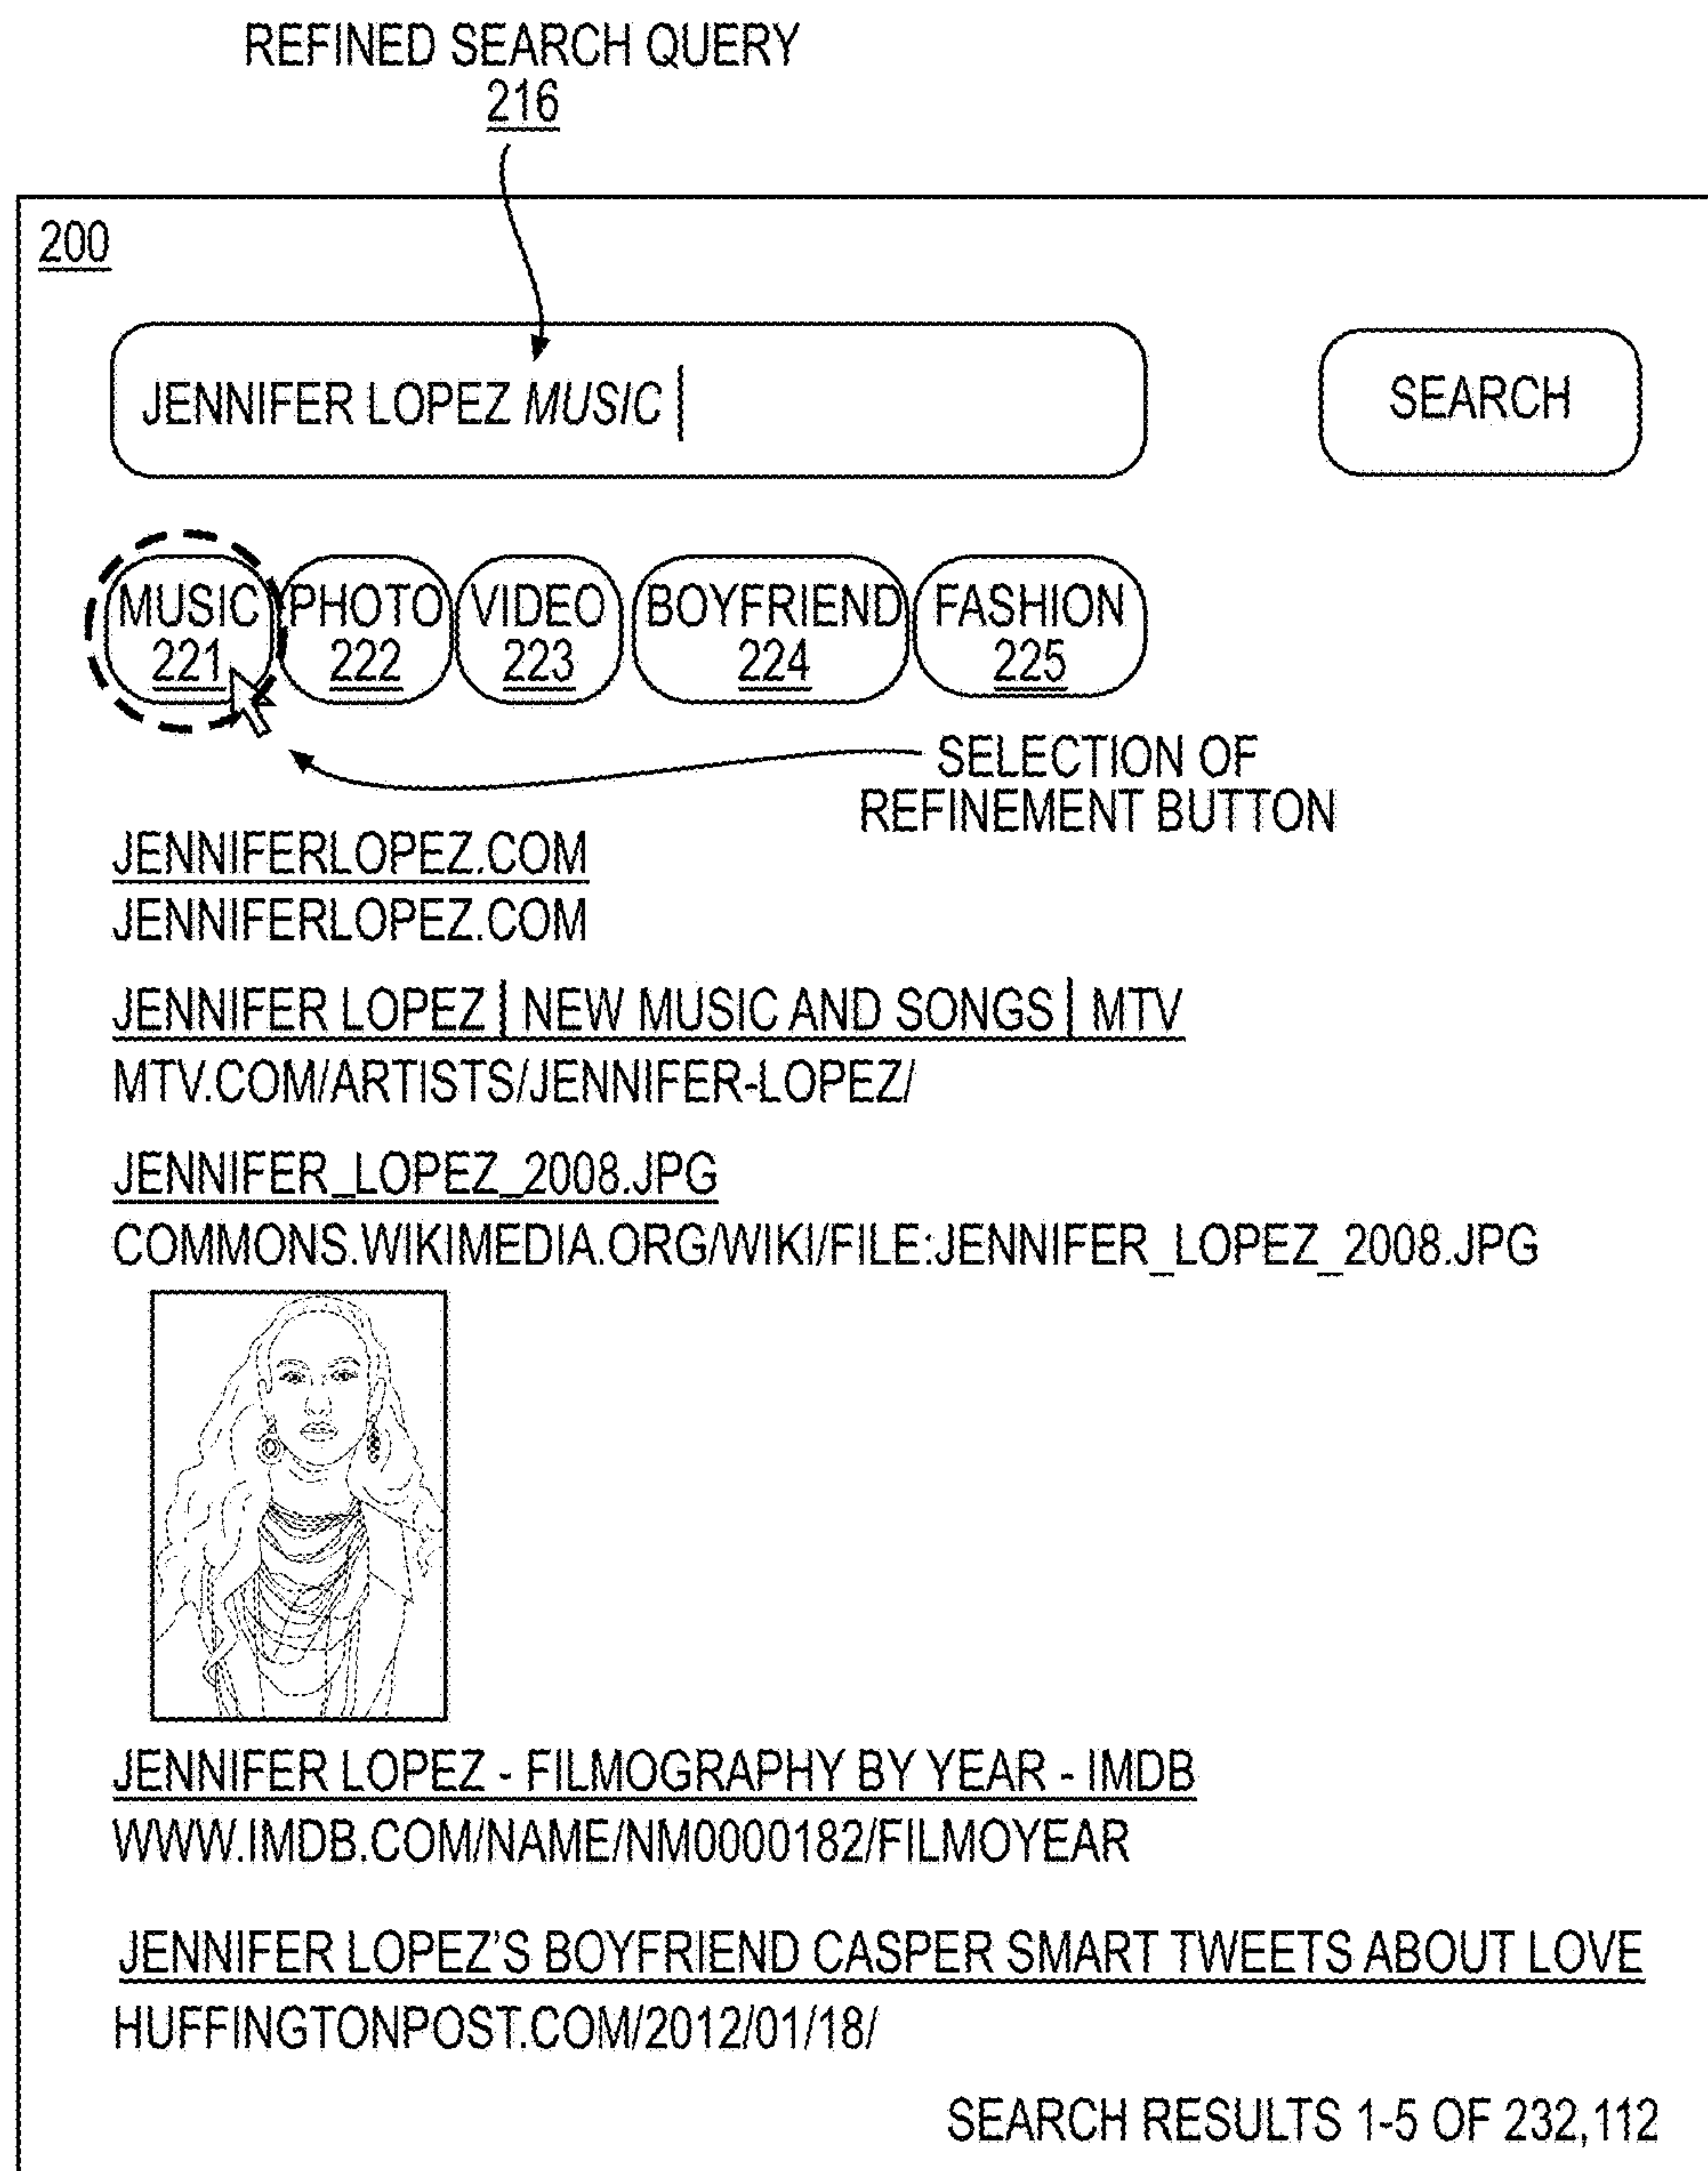 REFINED SEARCH QUERY
216
200
JENNIFER LOPEZ MUSIC
SEARCH
MUSIC PHOTO VIDEO BOYFRIEND FASHION
221 222 223 224 225
SELECTION OF
REFINEMENT BUTTON
JENNIFERLOPEZ.COM
JENNIFERLOPEZ.COM
JENNIFER LOPEZ | NEW MUSIC AND SONGS | MTV
MTV.COM/ARTISTS/JENNIFER-LOPEZ/
JENNIFER_LOPEZ_2008.JPG
COMMONS.WIKIMEDIA.ORG/WIKI/FILE:JENNIFER_LOPEZ_2008.JPG
JENNIFER LOPEZ - FILMOGRAPHY BY YEAR - IMDB
WWW.IMDB.COM/NAME/NM0000182/FILMOYEAR
JENNIFER LOPEZ'S BOYFRIEND CASPER SMART TWEETS ABOUT LOVE
HUFFINGTONPOST.COM/2012/01/18/
SEARCH RESULTS 1-5 OF 232,112